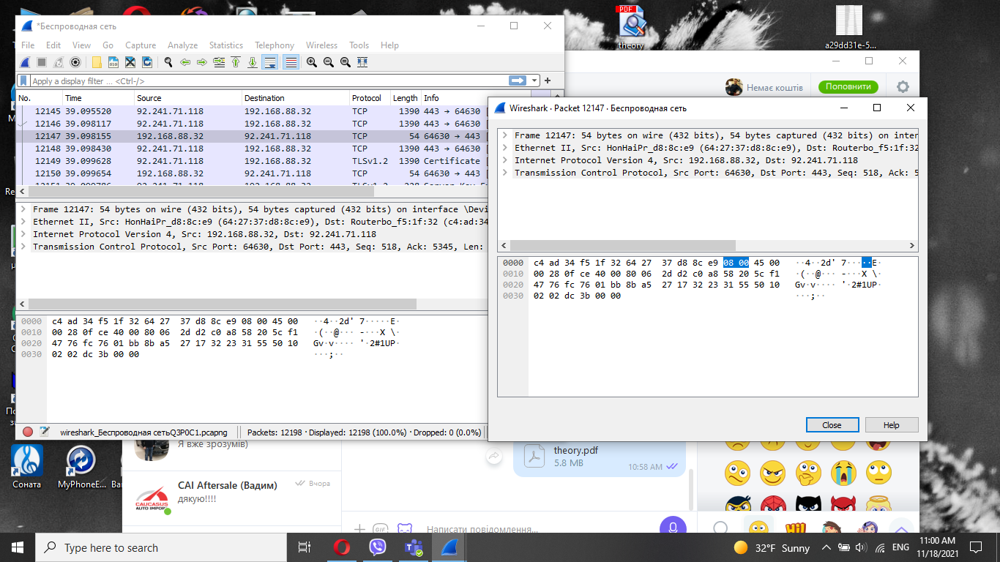 theory
a29dd31e-5...
*Беспроводная сеть
File Edit View Go Capture Analyze Statistics Telephony Wireless Tools Help
Apply a display filter ... <Ctrl-/>
No. Time Source Destination Protocol Length Info
12145 39.095520 92.241.71.118 192.168.88.32 TCP 1390 443 → 64630 [
12146 39.098117 92.241.71.118 192.168.88.32 TCP 1390 443 → 64630 [
12147 39.098155 192.168.88.32 92.241.71.118 TCP 54 64630 → 443 [
12148 39.098430 92.241.71.118 192.168.88.32 TCP 1390 443 → 64630 [
12149 39.099628 92.241.71.118 192.168.88.32 TLSv1.2 1390 Certificate [
12150 39.099654 192.168.88.32 92.241.71.118 TCP 54 64630 → 443 [
Frame 12147: 54 bytes on wire (432 bits), 54 bytes captured (432 bits) on interface \Devi
Ethernet II, Src: HonHaiPr_d8:8c:e9 (64:27:37:d8:8c:e9), Dst: Routerbo_f5:1f:32 (c4:ad:34
Internet Protocol Version 4, Src: 192.168.88.32, Dst: 92.241.71.118
Transmission Control Protocol, Src Port: 64630, Dst Port: 443, Seq: 518, Ack: 5345, Len:
0000 c4 ad 34 f5 1f 32 64 27 37 d8 8c e9 08 00 45 00 ··4··2d' 7·····E·
0010 00 28 0f ce 40 00 80 06 2d d2 c0 a8 58 20 5c f1 ·(··@··· -···X \·
0020 47 76 fc 76 01 bb 8b a5 27 17 32 23 31 55 50 10 Gv·v···· '·2#1UP·
0030 02 02 dc 3b 00 00 ···;··
wireshark_Беспроводная сетьQ3P0C1.pcapng
Packets: 12198 · Displayed: 12198 (100.0%) · Dropped: 0 (0.0%)
Немає коштів
Поповнити
Wireshark · Packet 12147 · Беспроводная сеть
Frame 12147: 54 bytes on wire (432 bits), 54 bytes captured (432 bits) on inter
Ethernet II, Src: HonHaiPr_d8:8c:e9 (64:27:37:d8:8c:e9), Dst: Routerbo_f5:1f:32
Internet Protocol Version 4, Src: 192.168.88.32, Dst: 92.241.71.118
Transmission Control Protocol, Src Port: 64630, Dst Port: 443, Seq: 518, Ack: 5
0000 c4 ad 34 f5 1f 32 64 27 37 d8 8c e9 08 00 45 00 ··4··2d' 7·····E·
0010 00 28 0f ce 40 00 80 06 2d d2 c0 a8 58 20 5c f1 ·(··@··· -···X \·
0020 47 76 fc 76 01 bb 8b a5 27 17 32 23 31 55 50 10 Gv·v···· '·2#1UP·
0030 02 02 dc 3b 00 00 ···;··
Close
Help
Я вже зрозумів)
CAI Aftersale (Вадим)
Вчора
дякую!!!!
CAUCASUS
AUTO IMPORT
theory.pdf
5.8 MB
10:58 AM
GIF
Написати повідомлення...
Hi!
Соната
MyPhoneE...
Type here to search
32°F Sunny
ENG
11:00 AM
11/18/2021